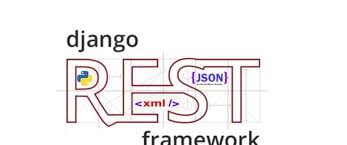 django
REST
{JSON}
<xml />
framework